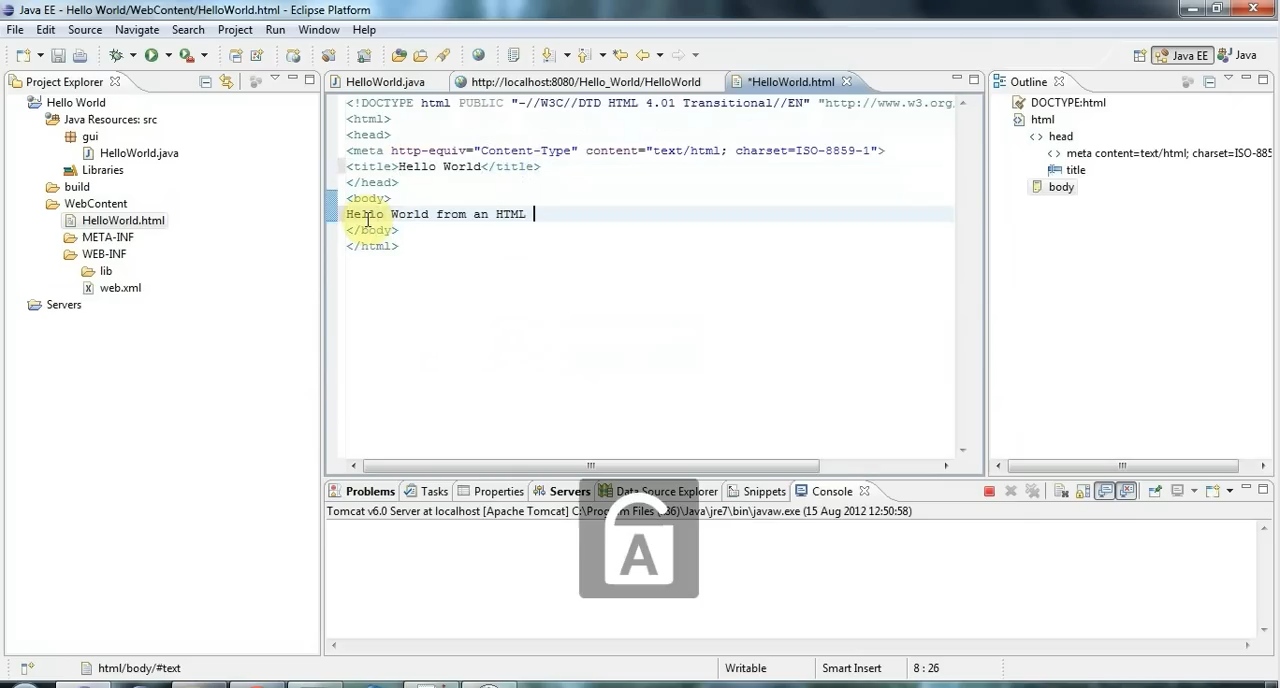 Java EE - Hello World/WebContent/HelloWorld.html - Eclipse Platform
File Edit Source Navigate Search Project Run Window Help
Java EE Java
Project Explorer
Hello World
Java Resources: src
gui
HelloWorld.java
Libraries
build
WebContent
HelloWorld.html
META-INF
WEB-INF
lib
web.xml
Servers
HelloWorld.java http://localhost:8080/Hello_World/HelloWorld *HelloWorld.html
<!DOCTYPE html PUBLIC "-//W3C//DTD HTML 4.01 Transitional//EN" "http://www.w3.org
<html>
<head>
<meta http-equiv="Content-Type" content="text/html; charset=ISO-8859-1">
<title>Hello World</title>
</head>
<body>
Hello World from an HTML
</body>
</html>
Outline
DOCTYPE:html
html
head
meta content=text/html; charset=ISO-885
title
body
Problems Tasks Properties Servers Data Source Explorer Snippets Console
Tomcat v6.0 Server at localhost [Apache Tomcat] C:\Program Files (x86)\Java\jre7\bin\javaw.exe (15 Aug 2012 12:50:58)
A
html/body/#text Writable Smart Insert 8 : 26